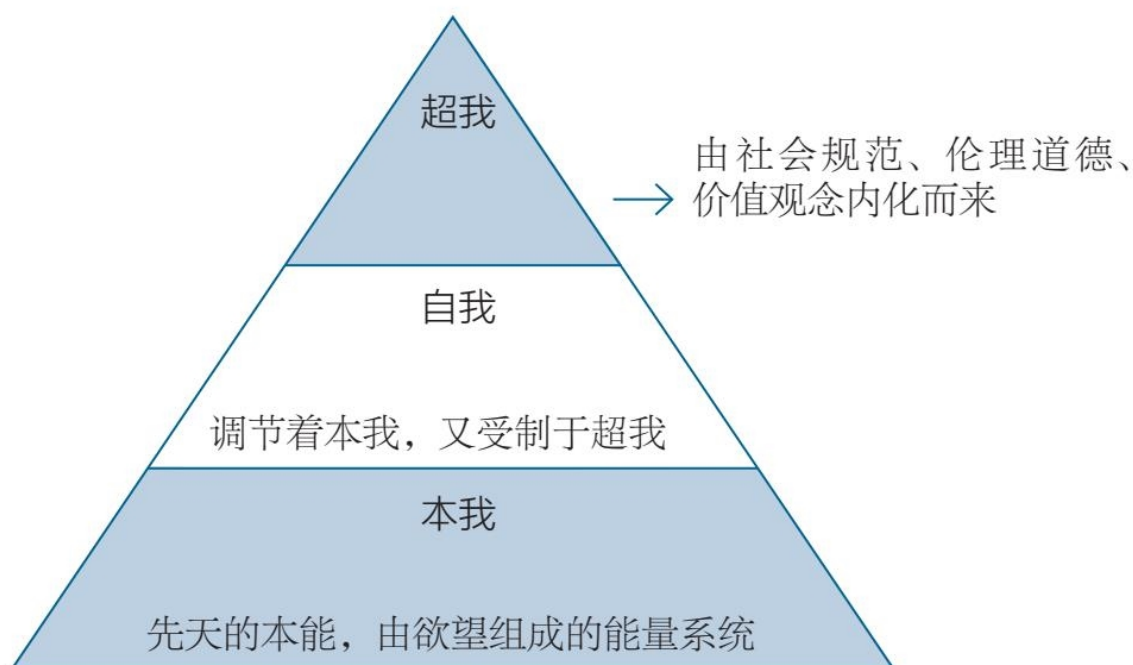 超我
由社会规范、伦理道德、
价值观念内化而来
自我
调节着本我，又受制于超我
本我
先天的本能，由欲望组成的能量系统